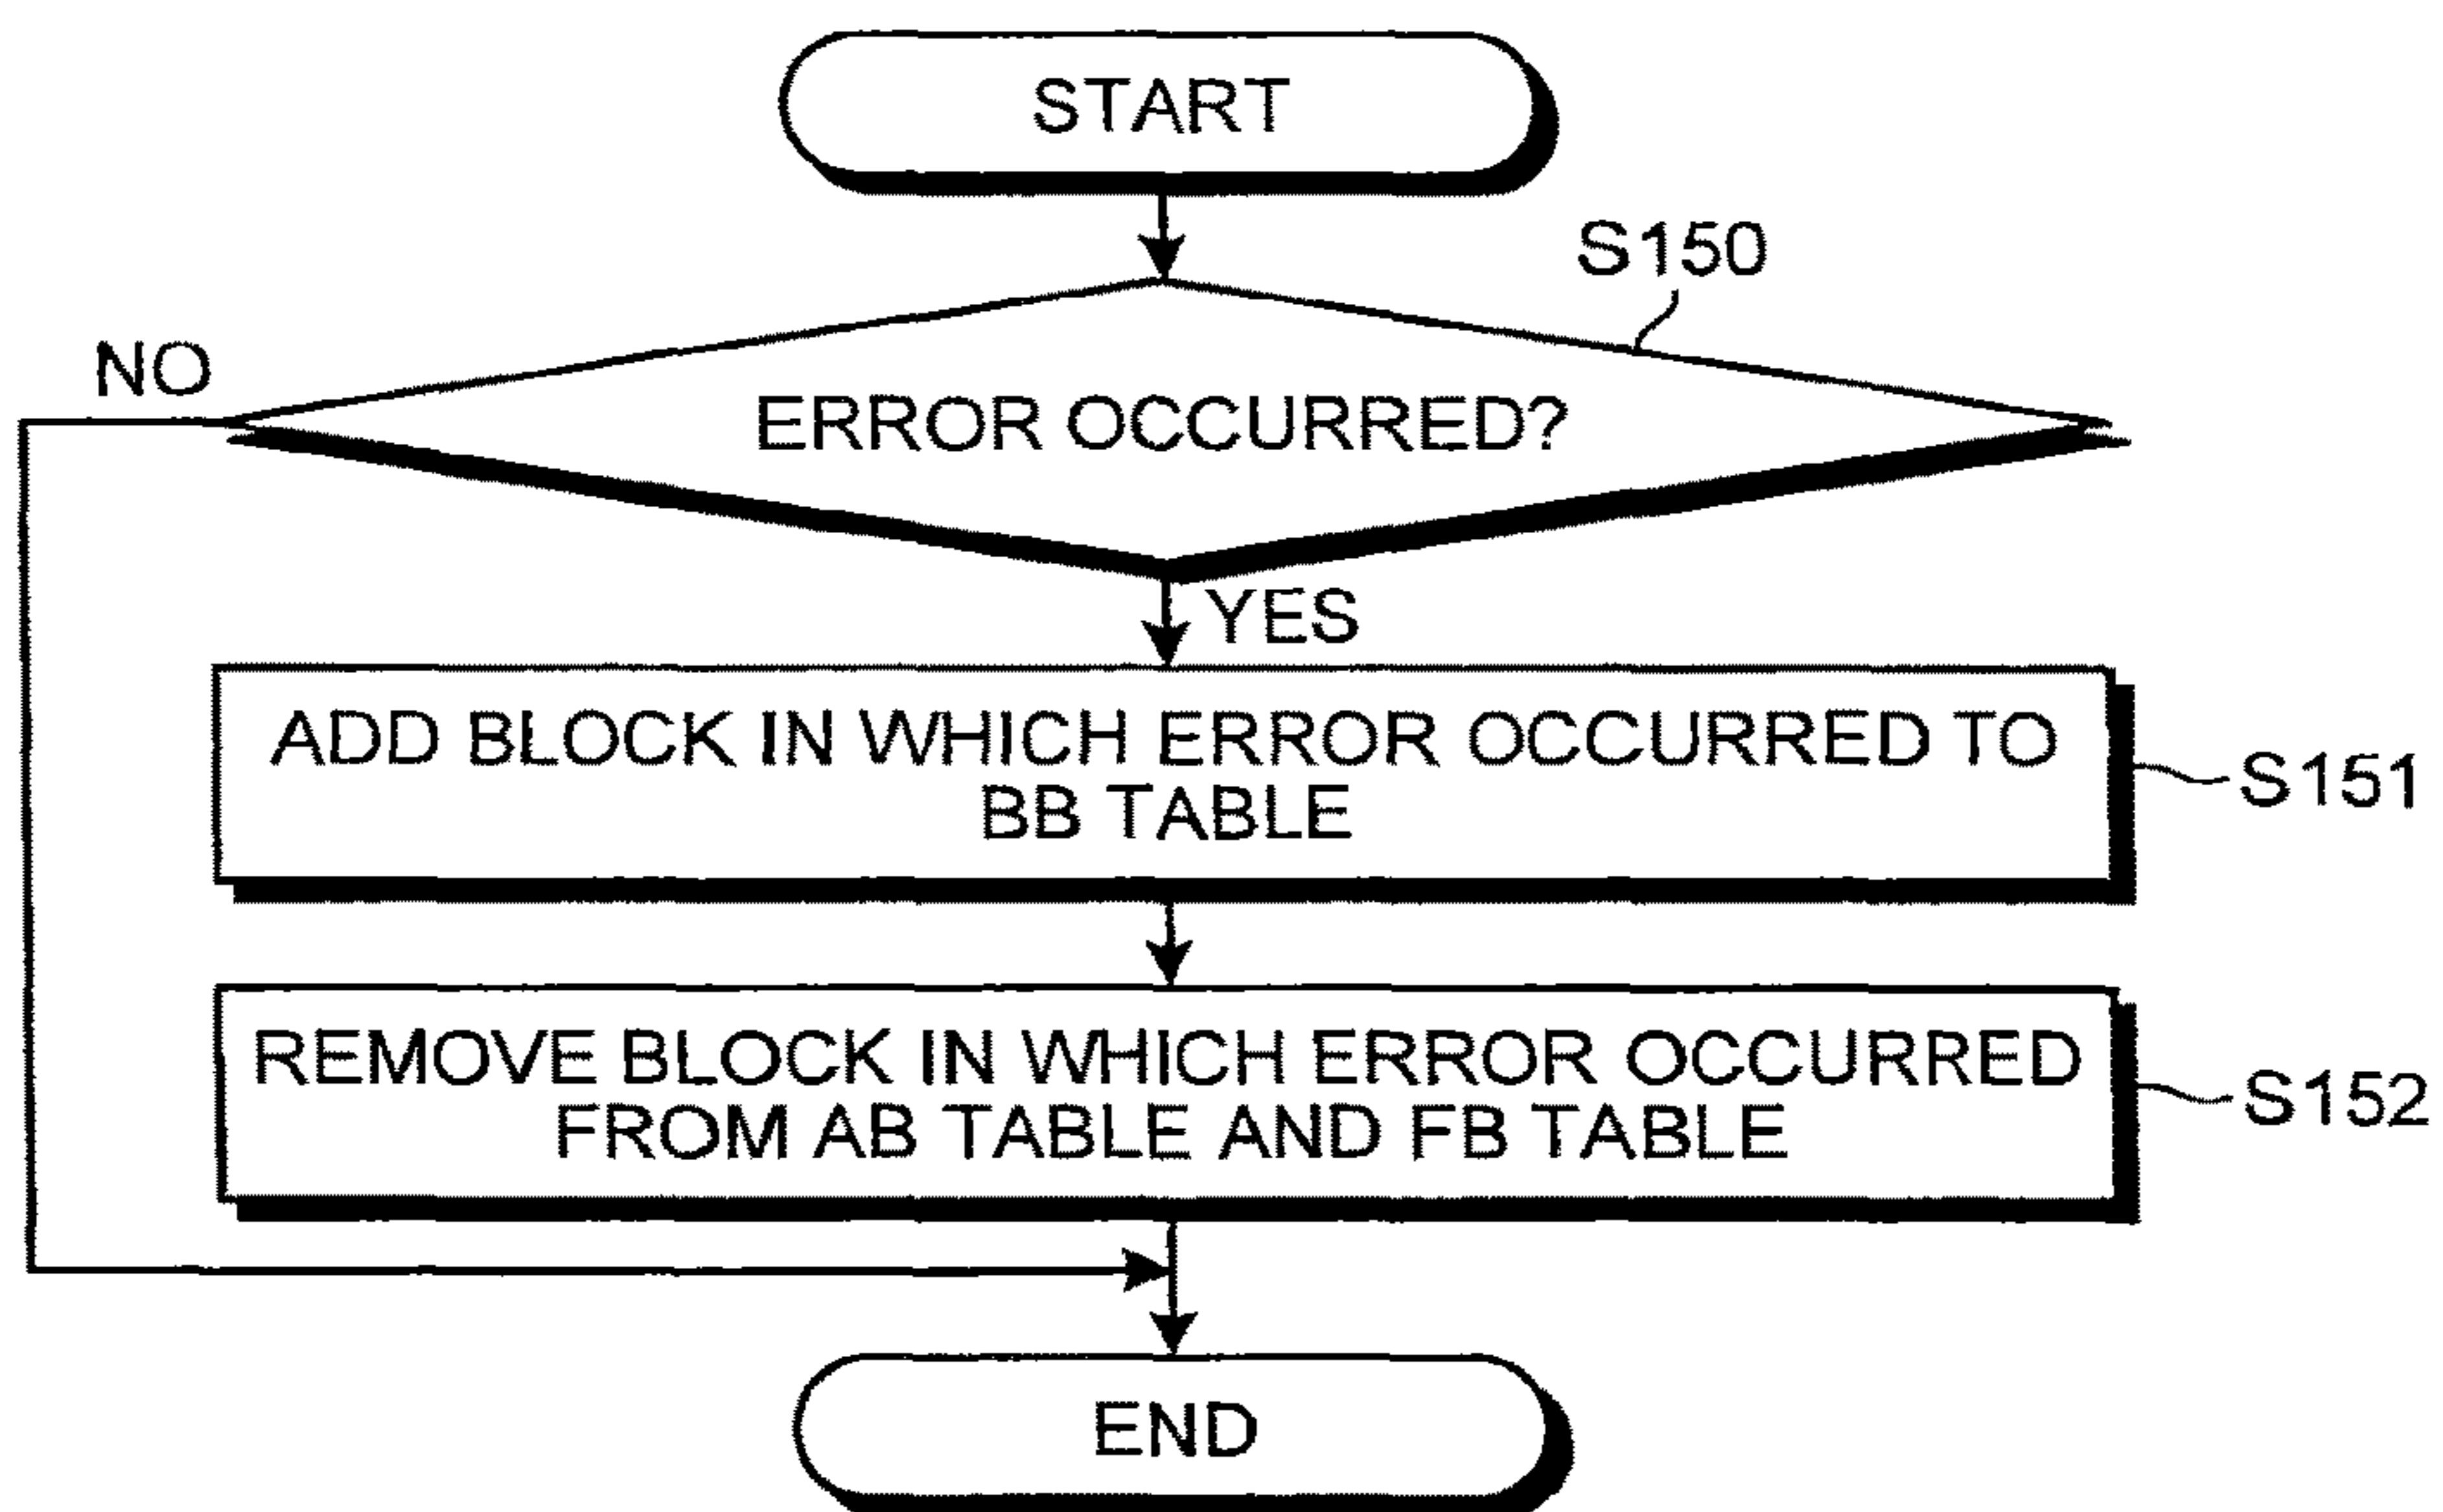 START
S150
NO
ERROR OCCURRED?
YES
ADD BLOCK IN WHICH ERROR OCCURRED TO
BB TABLE
S151
REMOVE BLOCK IN WHICH ERROR OCCURRED
FROM AB TABLE AND FB TABLE
S152
END